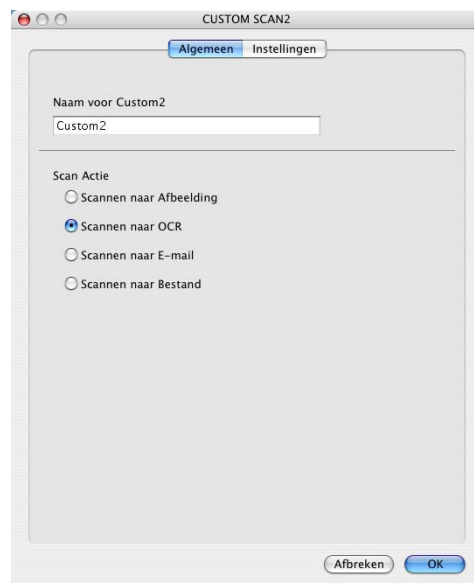 CUSTOM SCAN2
Algemeen Instellingen
Naam voor Custom2
Custom2
Scan Actie
Scannen naar Afbeelding
Scannen naar OCR
Scannen naar E-mail
Scannen naar Bestand
Afbreken OK